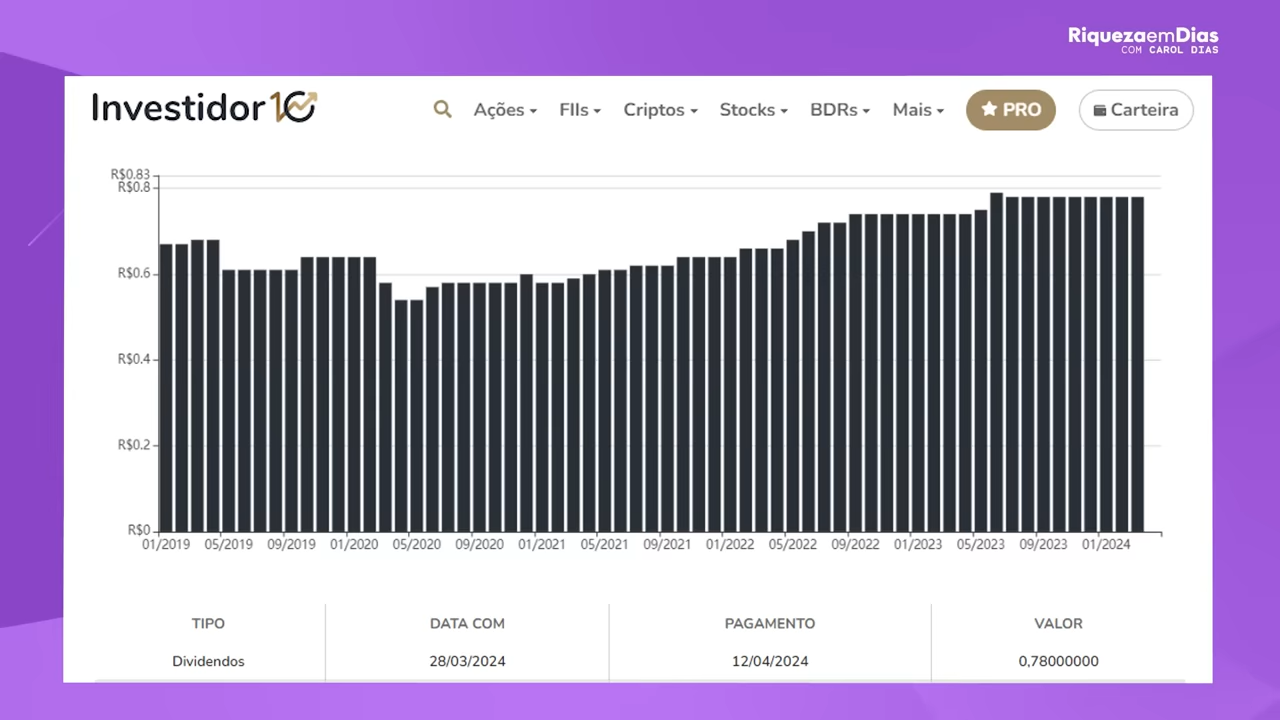 RiquezaemDias
COM CAROL DIAS
Investidor 10
Ações FIIs Criptos Stocks BDRs Mais PRO Carteira
R$0.83
R$0.8
R$0.6
R$0.4
R$0.2
R$0
01/2019 05/2019 09/2019 01/2020 05/2020 09/2020 01/2021 05/2021 09/2021 01/2022 05/2022 09/2022 01/2023 05/2023 09/2023 01/2024
TIPO DATA COM PAGAMENTO VALOR
Dividendos 28/03/2024 12/04/2024 0,78000000